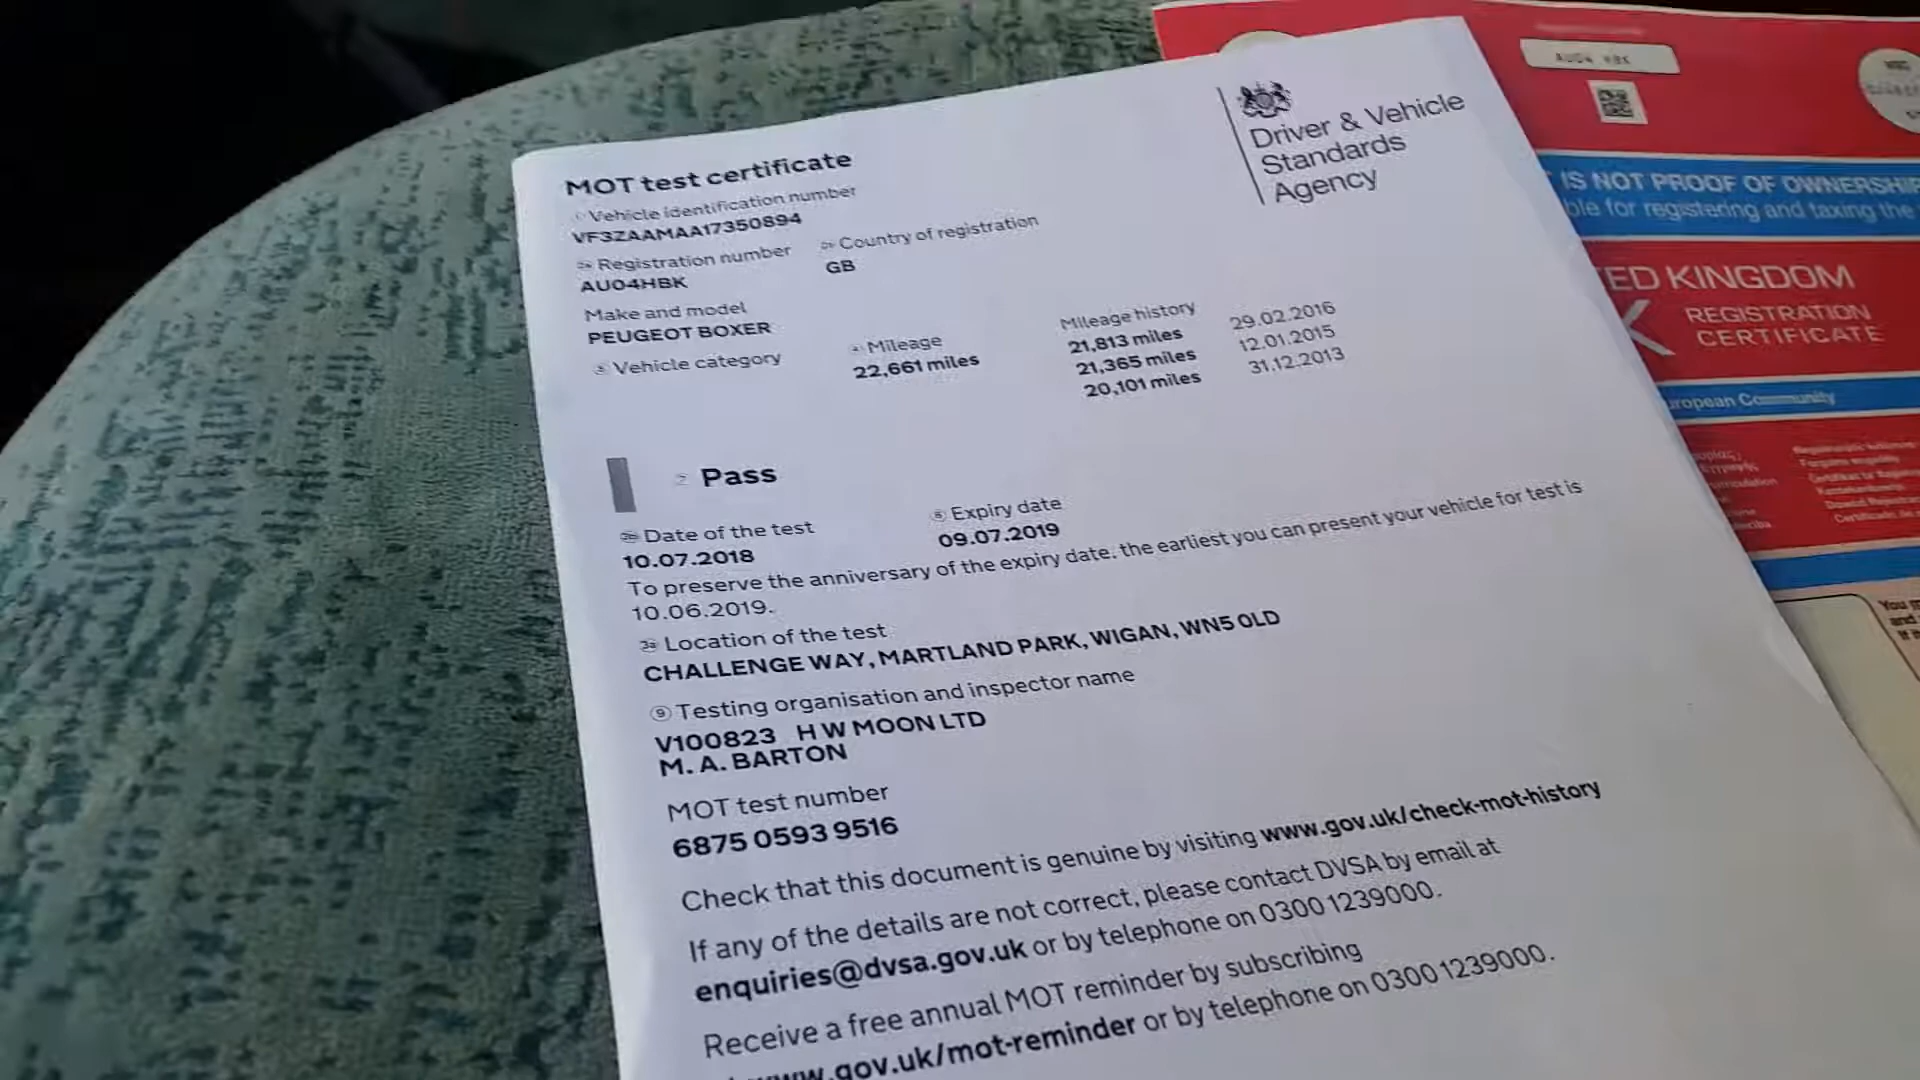 MOT test certificate
Vehicle identification number
VF3ZAAMAA17350894
Registration number
AU04HBK
Country of registration
GB
Make and model
PEUGEOT BOXER
Vehicle category
Mileage
22,661 miles
Mileage history
21,813 miles 29.02.2016
21,365 miles 12.01.2015
20,101 miles 31.12.2013
Driver & Vehicle
Standards
Agency
Pass
Date of the test
10.07.2018
Expiry date
09.07.2019
To preserve the anniversary of the expiry date, the earliest you can present your vehicle for test is
10.06.2019.
Location of the test
CHALLENGE WAY, MARTLAND PARK, WIGAN, WN5 0LD
9 Testing organisation and inspector name
V100823 H W MOON LTD
M. A. BARTON
MOT test number
6875 0593 9516
Check that this document is genuine by visiting www.gov.uk/check-mot-history
If any of the details are not correct, please contact DVSA by email at
enquiries@dvsa.gov.uk or by telephone on 0300 1239000.
Receive a free annual MOT reminder by subscribing
www.gov.uk/mot-reminder or by telephone on 0300 1239000.
IS NOT PROOF OF OWNERSHIP
for registering and taxing the
ED KINGDOM
REGISTRATION
CERTIFICATE
uropean Community
You
and